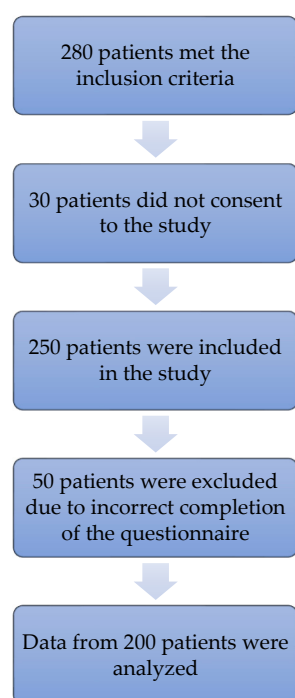 280 patients met the
inclusion criteria
30 patients did not consent
to the study
250 patients were included
in the study
50 patients were excluded
due to incorrect completion
of the questionnaire
Data from 200 patients were
analyzed